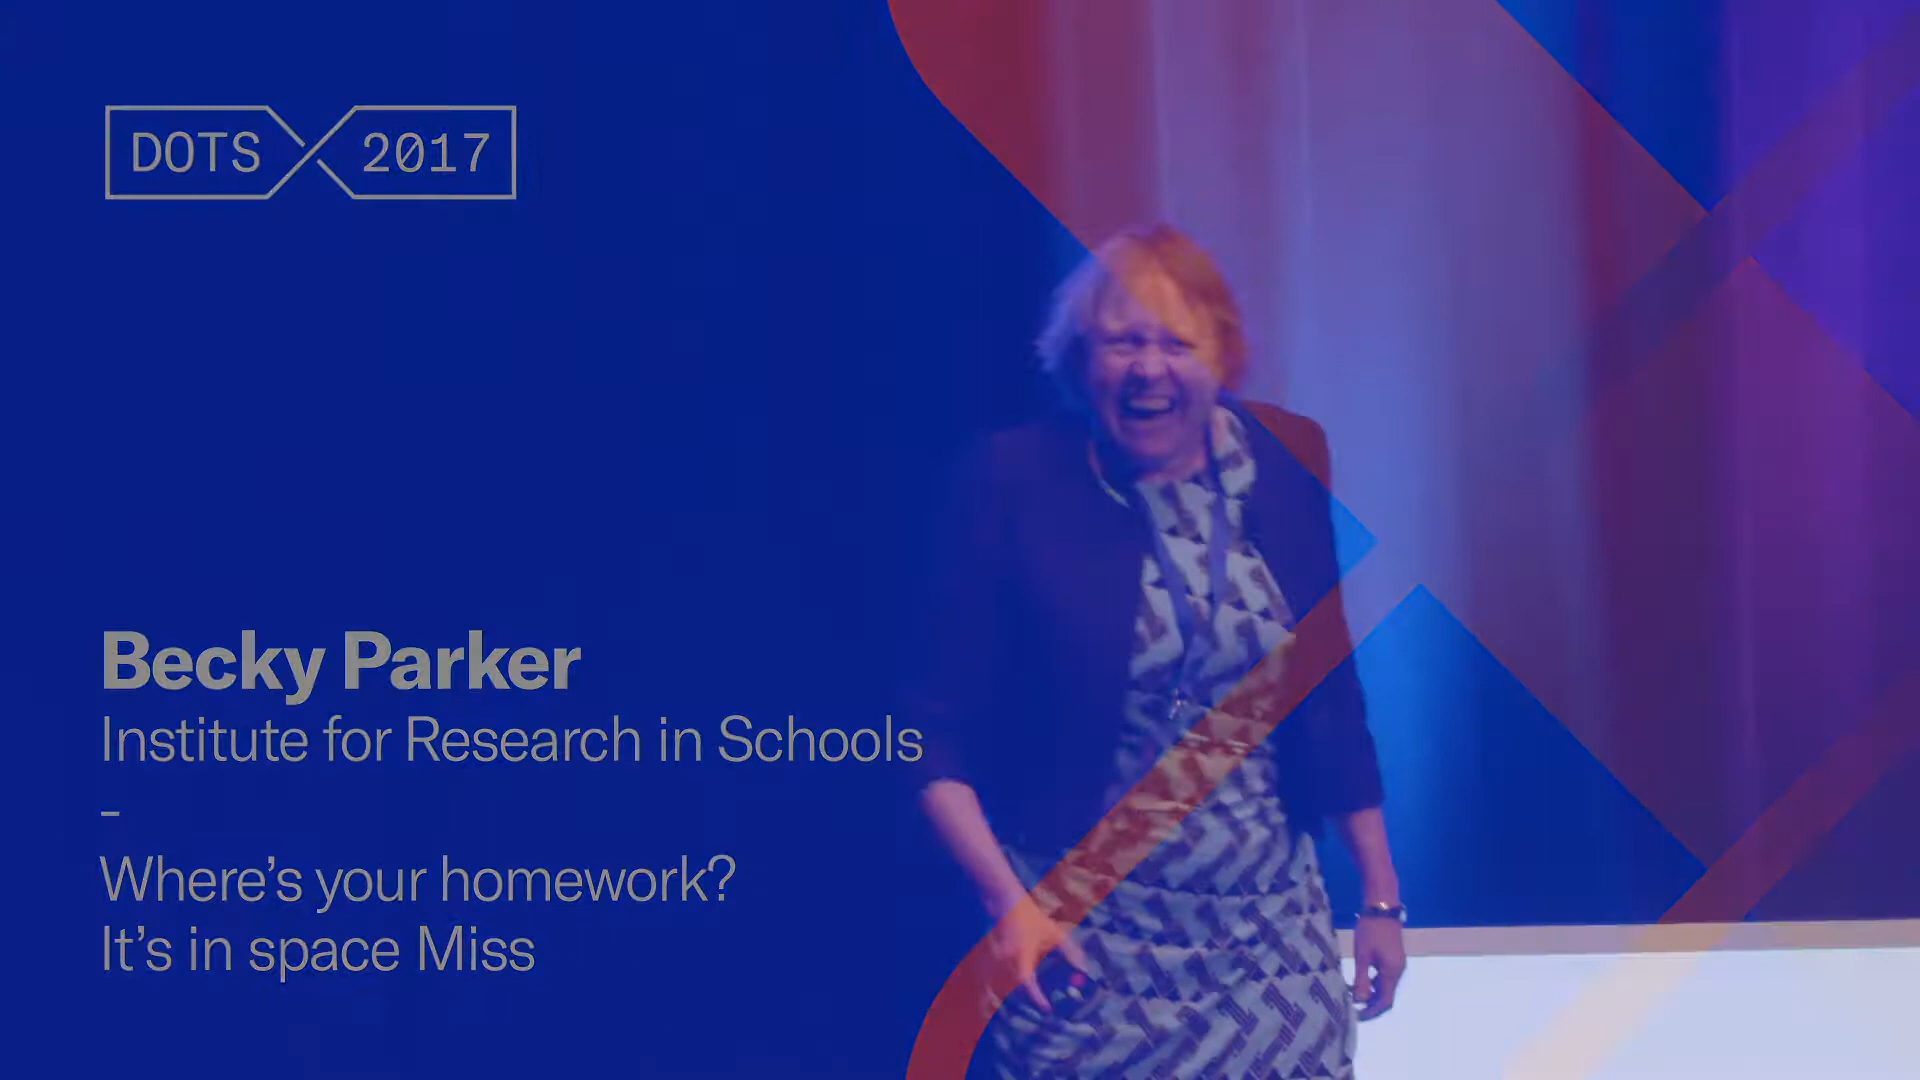 DOTS 2017
Becky Parker
Institute for Research in Schools
–
Where’s your homework?
It’s in space Miss